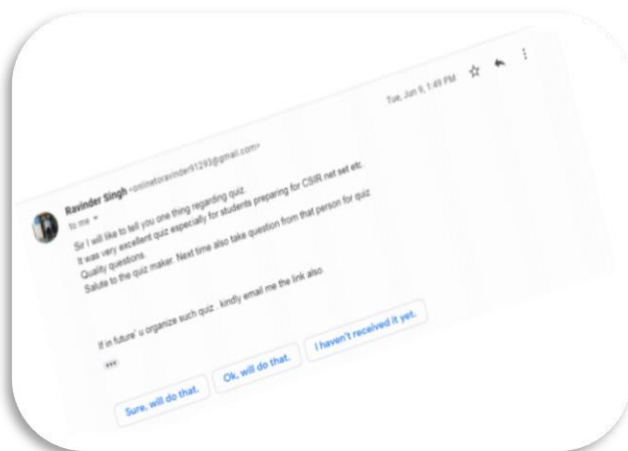 Tue, Jun 9, 1:49 PM
Ravinder Singh <onlinetoravinder91293@gmail.com>
to me
Sir I will like to tell you one thing regarding quiz.
It was very excellent quiz especially for students preparing for CSIR net set etc.
Quality questions.
Salute to the quiz maker. Next time also take question from that person for quiz
If in future' u organize such quiz . kindly email me the link also.
Sure, will do that.
Ok, will do that.
I haven't received it yet.